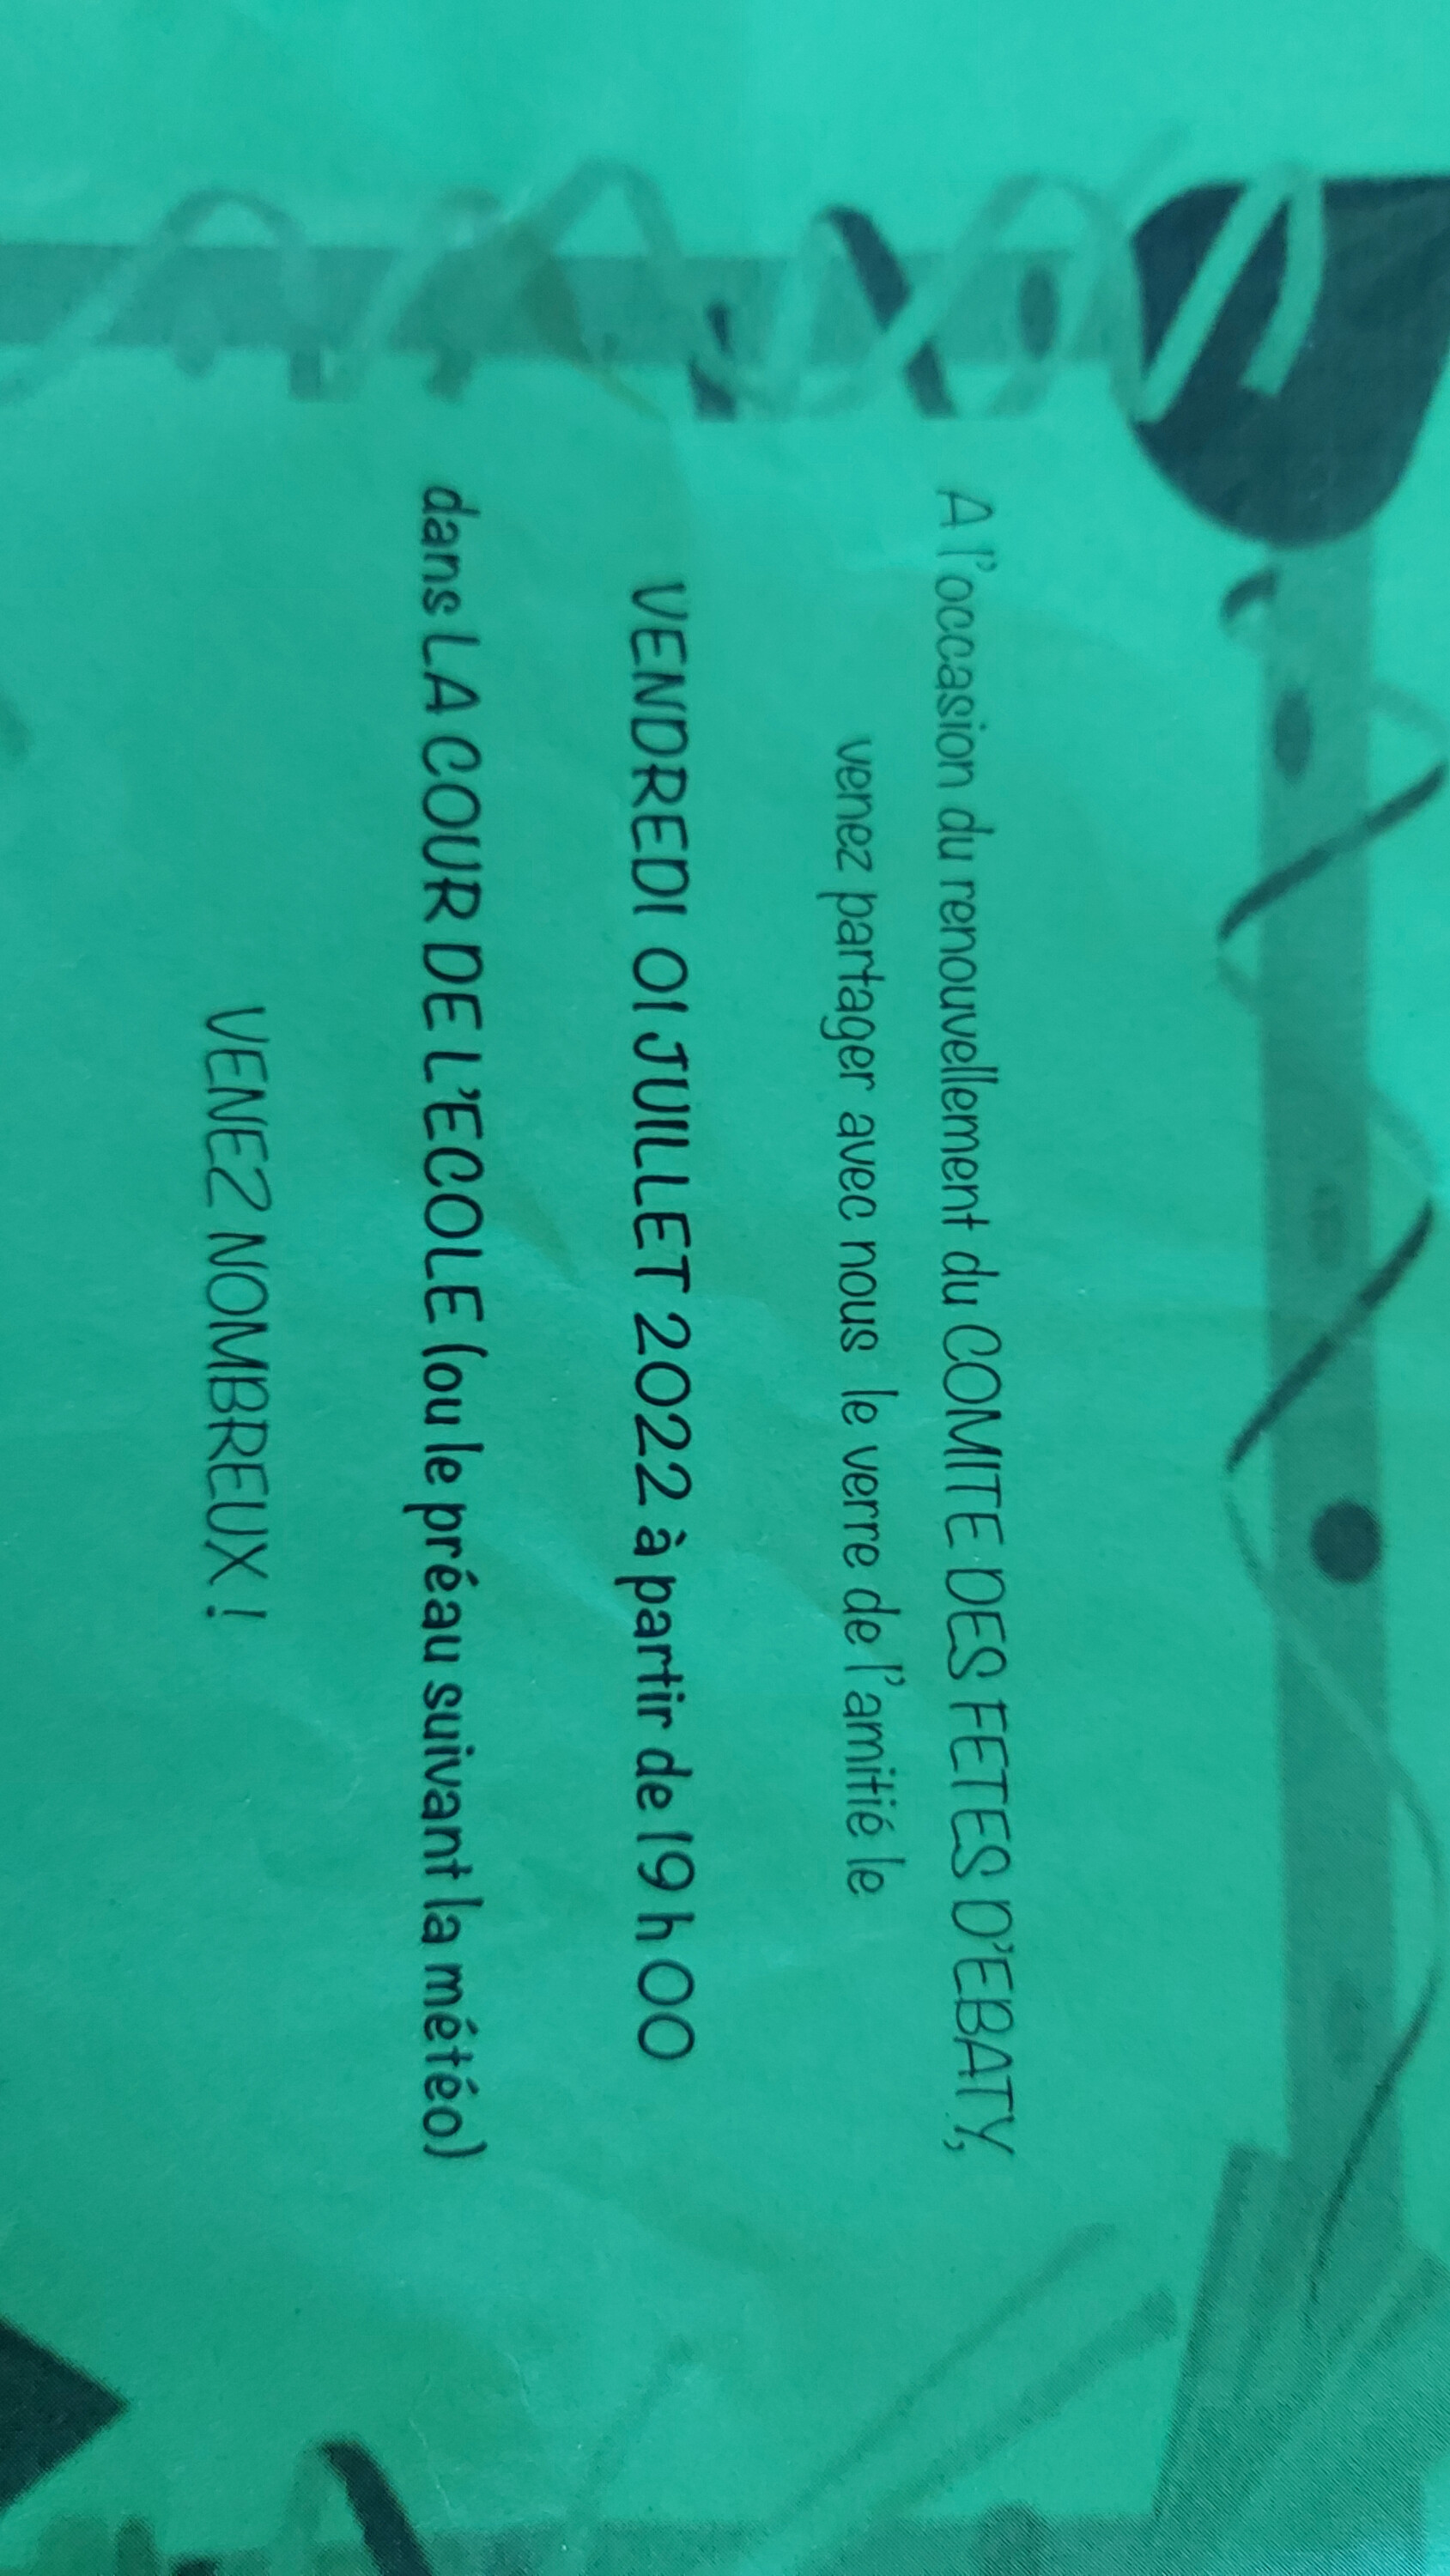 A l'occasion du renouvellement du COMITE DES FETES D'EBATY,
venez partager avec nous le verre de l'amitié le
VENDREDI 01 JUILLET 2022 à partir de 19 h 00
dans LA COUR DE L'ECOLE (ou le préau suivant la météo)
VENEZ NOMBREUX !